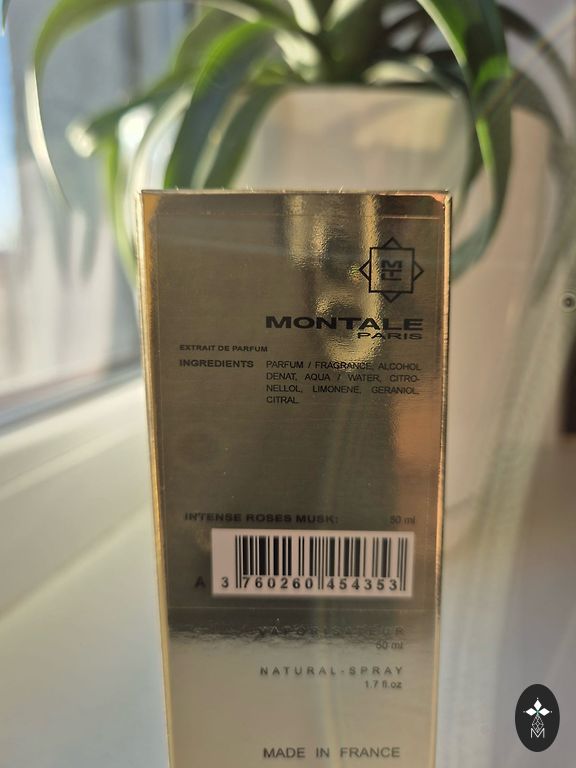 MONTALE
PARIS
EXTRAIT DE PARFUM
INGREDIENTS PARFUM / FRAGRANCE, ALCOHOL
DENAT, AQUA / WATER, CITRO-
NELLOL, LIMONENE, GERANIOL,
CITRAL.
INTENSE ROSES MUSK: 50 ml
A 3 760260 454353
VAPORISATEUR
50 ml
NATURAL-SPRAY
1.7 fl.oz
MADE IN FRANCE